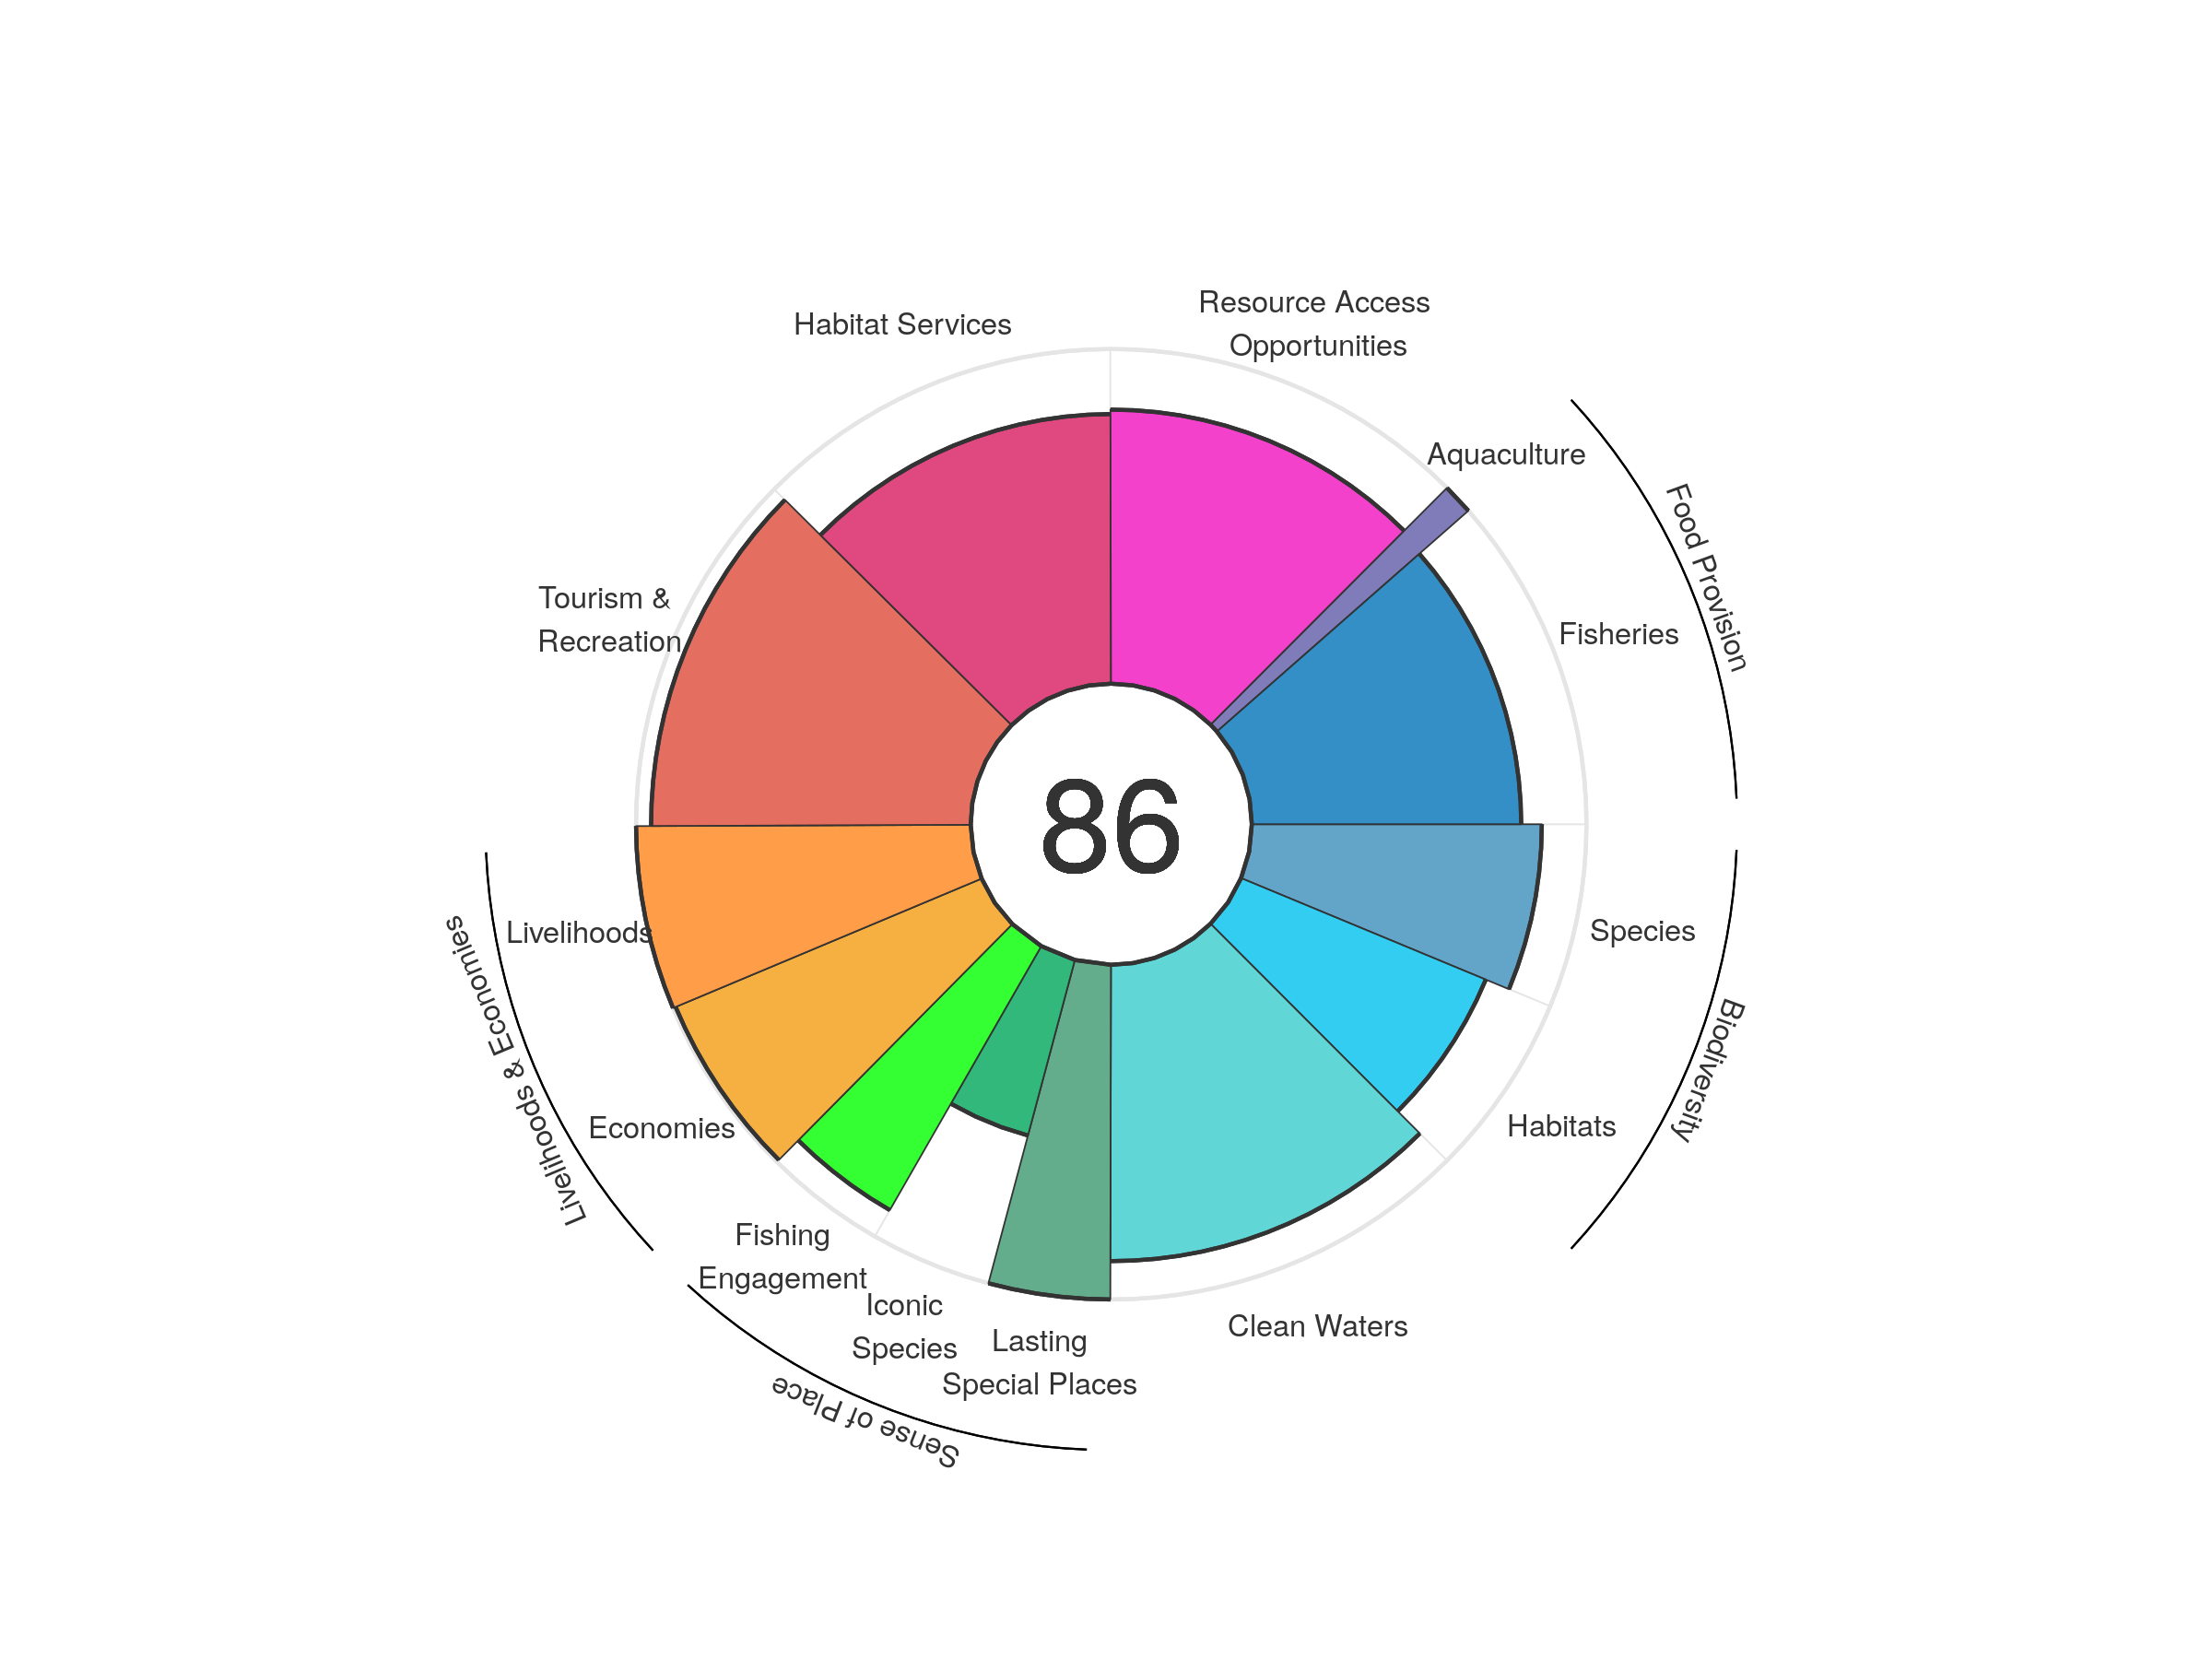 Resource Access
Opportunities
Habitat Services
Aquaculture
Food Provision
Tourism &
Recreation
Fisheries
86
Livelihoods
Species
Livelihoods & Economies
Biodiversity
Economies
Habitats
Fishing
Engagement
Iconic
Species
Lasting
Special Places
Clean Waters
Sense of Place